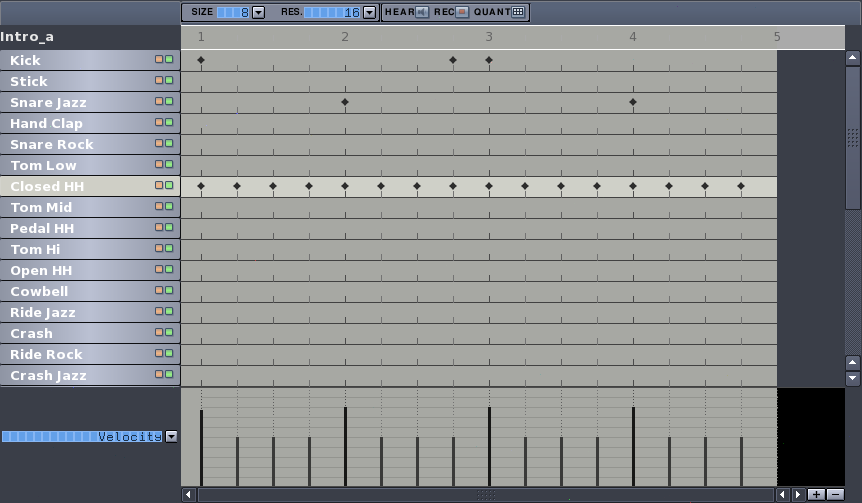 SIZE 8 RES. 16 HEAR REC QUANT
Intro_a 1 2 3 4 5
Kick
Stick
Snare Jazz
Hand Clap
Snare Rock
Tom Low
Closed HH
Tom Mid
Pedal HH
Tom Hi
Open HH
Cowbell
Ride Jazz
Crash
Ride Rock
Crash Jazz
Velocity